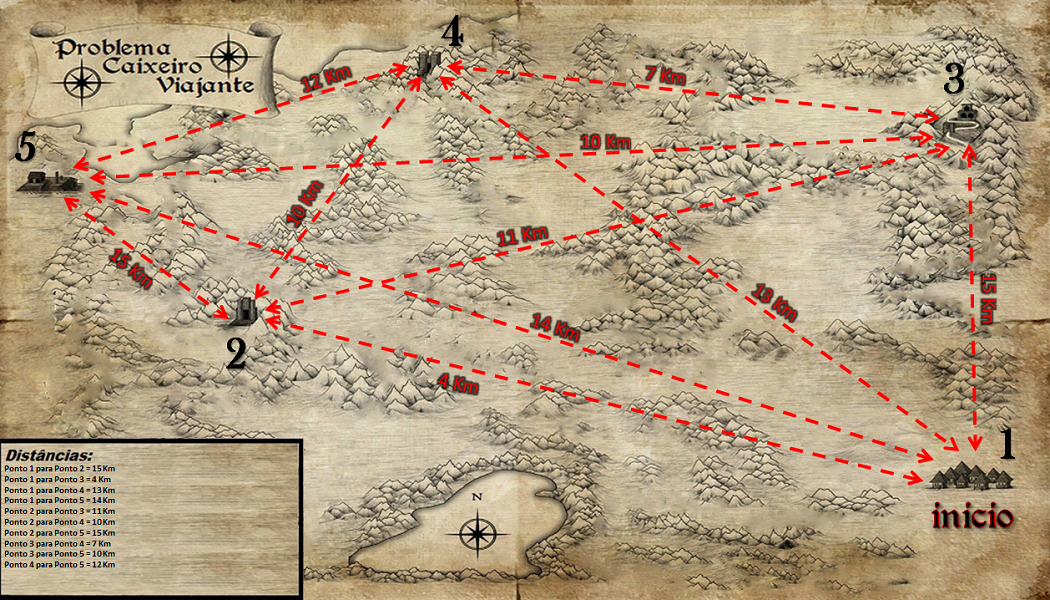 Problema
Caixeiro
Viajante
4
3
5
12 Km
7 Km
10 Km
10 Km
11 Km
15 Km
15 Km
13 Km
14 Km
2
4 Km
1
inicio
N
Distâncias:
Ponto 1 para Ponto 2 = 15 Km
Ponto 1 para Ponto 3 = 4 Km
Ponto 1 para Ponto 4 = 13 Km
Ponto 1 para Ponto 5 = 14 Km
Ponto 2 para Ponto 3 = 11 Km
Ponto 2 para Ponto 4 = 10 Km
Ponto 2 para Ponto 5 = 15 Km
Ponto 3 para Ponto 4 = 7 Km
Ponto 3 para Ponto 5 = 10 Km
Ponto 4 para Ponto 5 = 12 Km